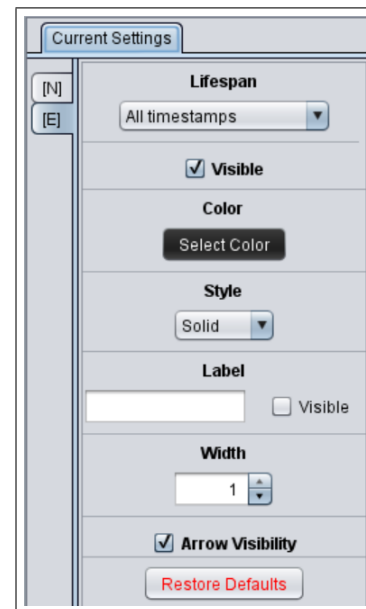 Current Settings
[N]
[E]
Lifespan
All timestamps
Visible
Color
Select Color
Style
Solid
Label
Visible
Width
1
Arrow Visibility
Restore Defaults